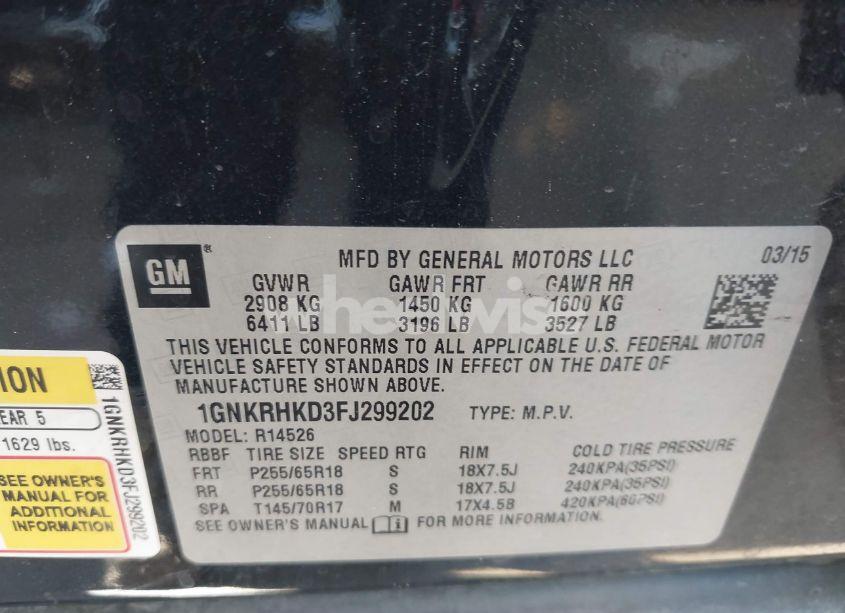 GM
MFD BY GENERAL MOTORS LLC 03/15
GVWR GAWR FRT GAWR RR
2908 KG 1450 KG 1600 KG
6411 LB 3196 LB 3527 LB
THIS VEHICLE CONFORMS TO ALL APPLICABLE U.S. FEDERAL MOTOR
VEHICLE SAFETY STANDARDS IN EFFECT ON THE DATE OF
MANUFACTURE SHOWN ABOVE.
1GNKRHKD3FJ299202 TYPE: M.P.V.
MODEL: R14526
RBBF TIRE SIZE SPEED RTG RIM COLD TIRE PRESSURE
FRT P255/65R18 S 18X7.5J 240KPA(35PSI)
RR P255/65R18 S 18X7.5J 240KPA(35PSI)
SPA T145/70R17 M 17X4.5B 420KPA(60PSI)
SEE OWNER'S MANUAL FOR MORE INFORMATION.
ION
EAR 5
1629 lbs.
SEE OWNER'S
MANUAL FOR
ADDITIONAL
INFORMATION
1GNKRHKD3FJ299202